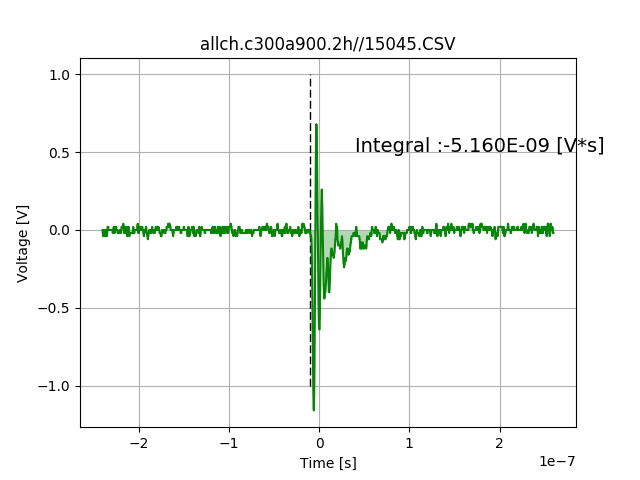 allch.c300a900.2h//15045.CSV
1.0
Integral :-5.160E-09 [V*s]
0.5
0.0
Voltage [V]
−0.5
−1.0
−2 −1 0 1 2
Time [s]
1e−7